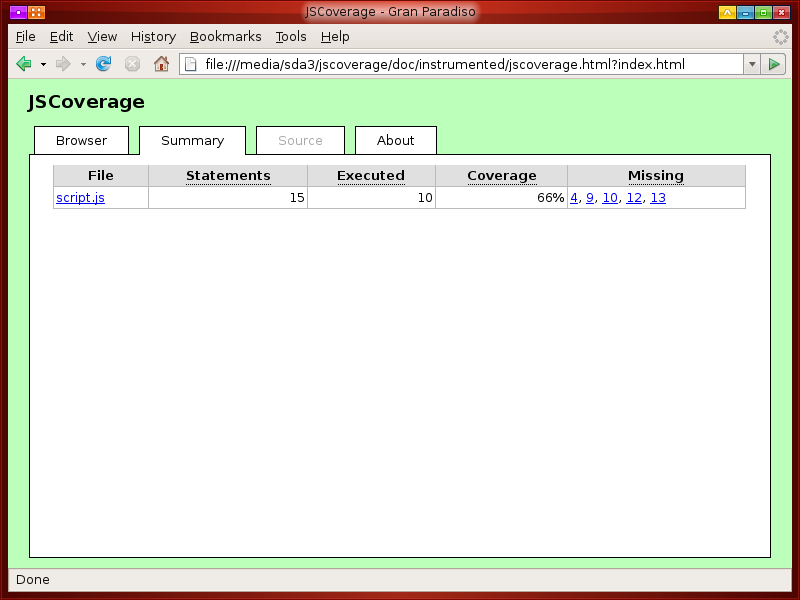 JSCoverage - Gran Paradiso
File Edit View History Bookmarks Tools Help
file:///media/sda3/jscoverage/doc/instrumented/jscoverage.html?index.html
JSCoverage
Browser Summary Source About
File Statements Executed Coverage Missing
script.js 15 10 66% 4, 9, 10, 12, 13
Done